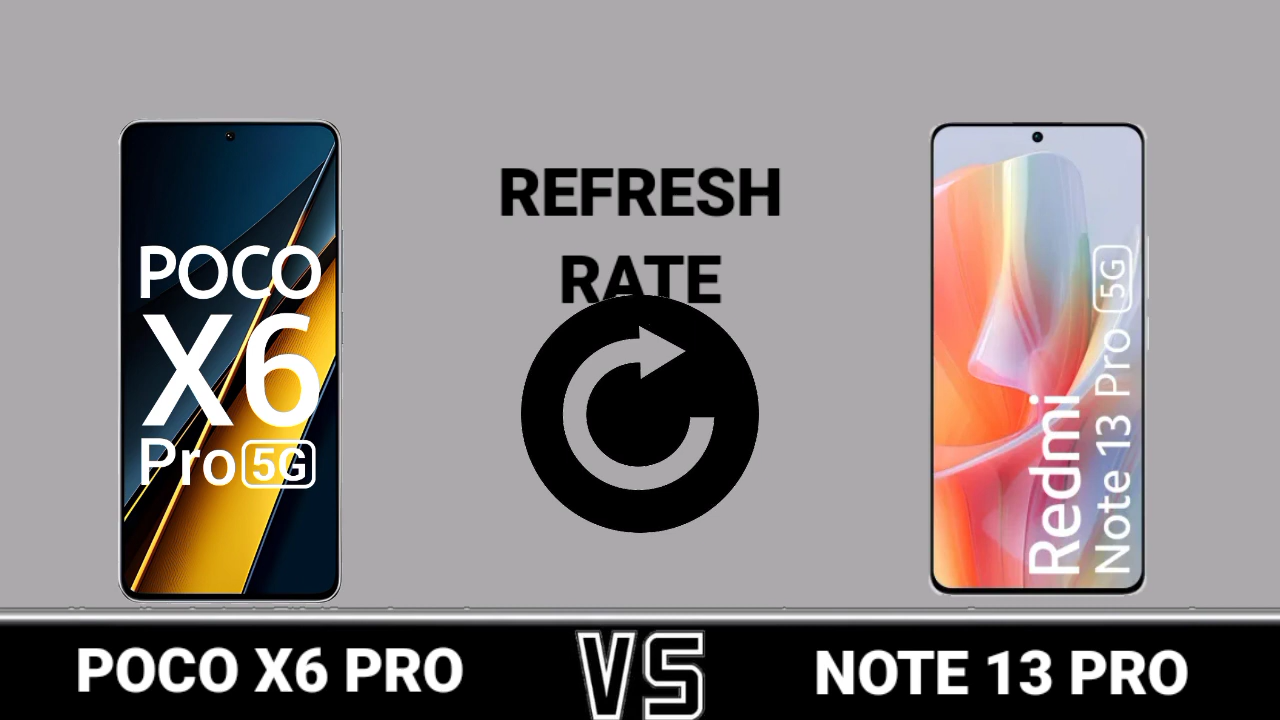 REFRESH
RATE
POCO
X6
Pro 5G
Redmi
Note 13 Pro 5G
POCO X6 PRO
VS
NOTE 13 PRO